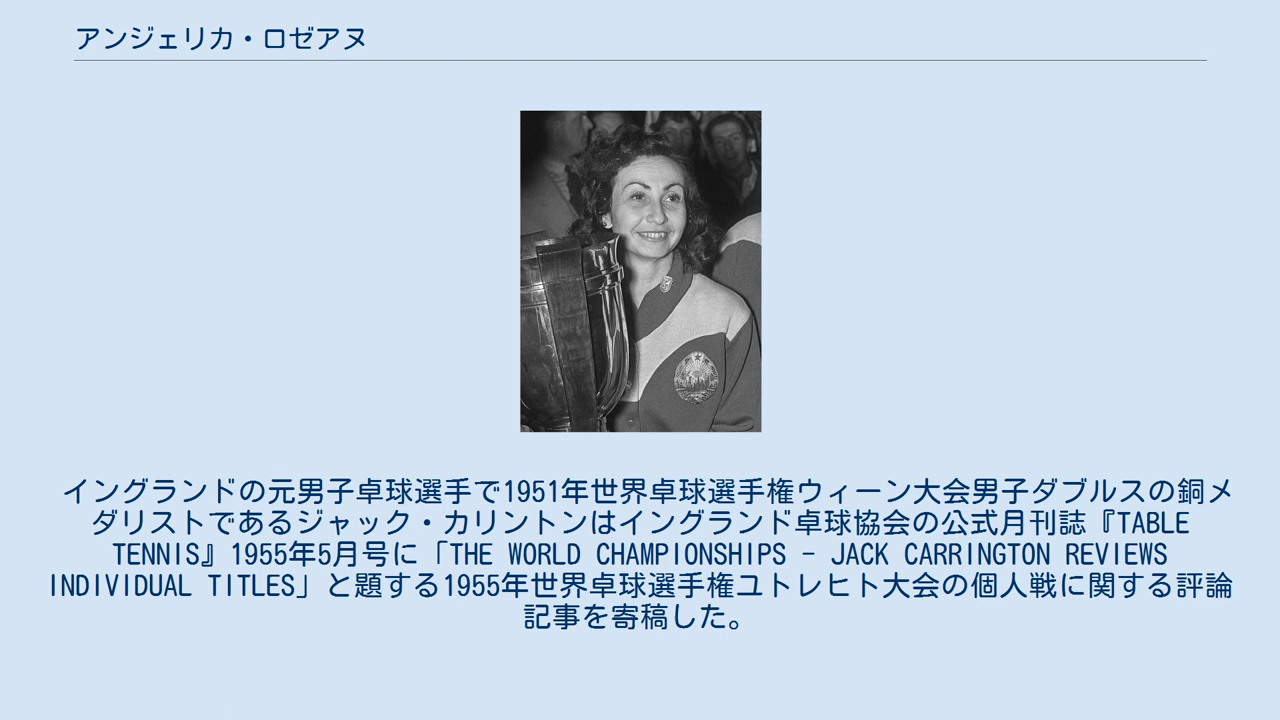 アンジェリカ・ロゼアヌ
イングランドの元男子卓球選手で1951年世界卓球選手権ウィーン大会男子ダブルスの銅メ
ダリストであるジャック・カリントンはイングランド卓球協会の公式月刊誌『TABLE
TENNIS』1955年5月号に「THE WORLD CHAMPIONSHIPS - JACK CARRINGTON REVIEWS
INDIVIDUAL TITLES」と題する1955年世界卓球選手権ユトレヒト大会の個人戦に関する評論
記事を寄稿した。